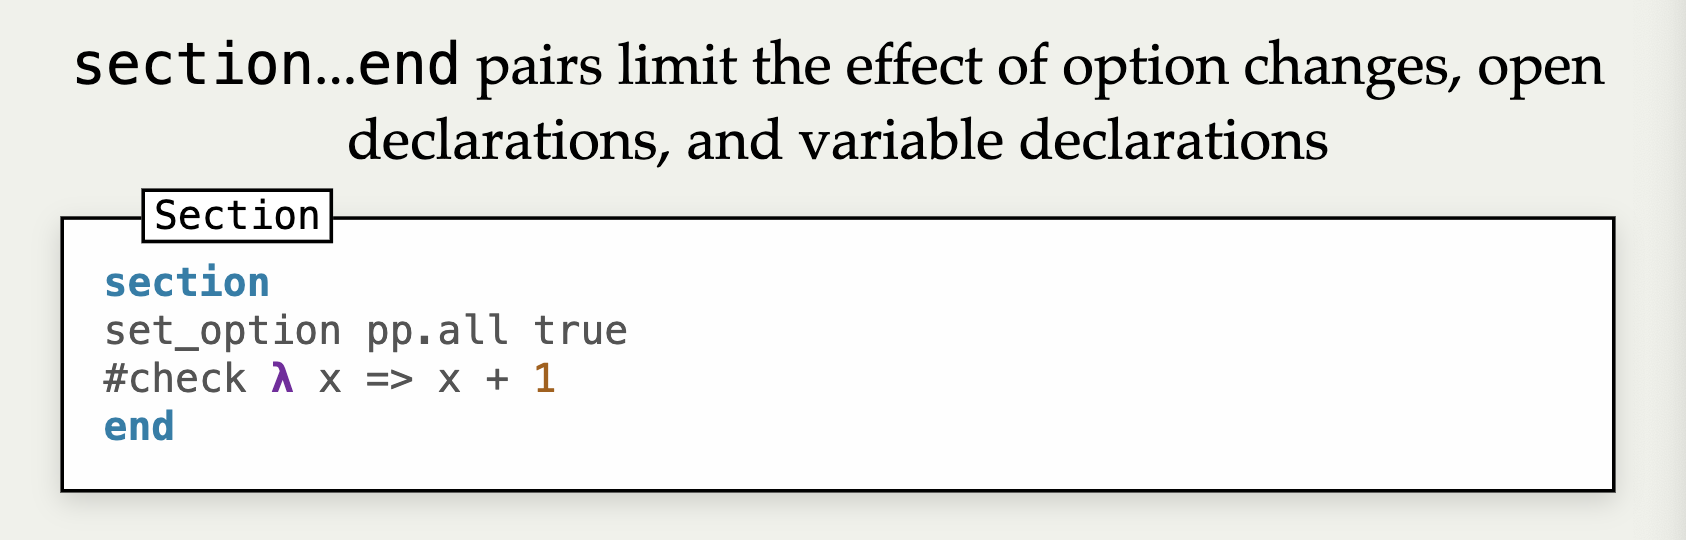 section...end pairs limit the effect of option changes, open
declarations, and variable declarations
Section
section
set_option pp.all true
#check λ x => x + 1
end